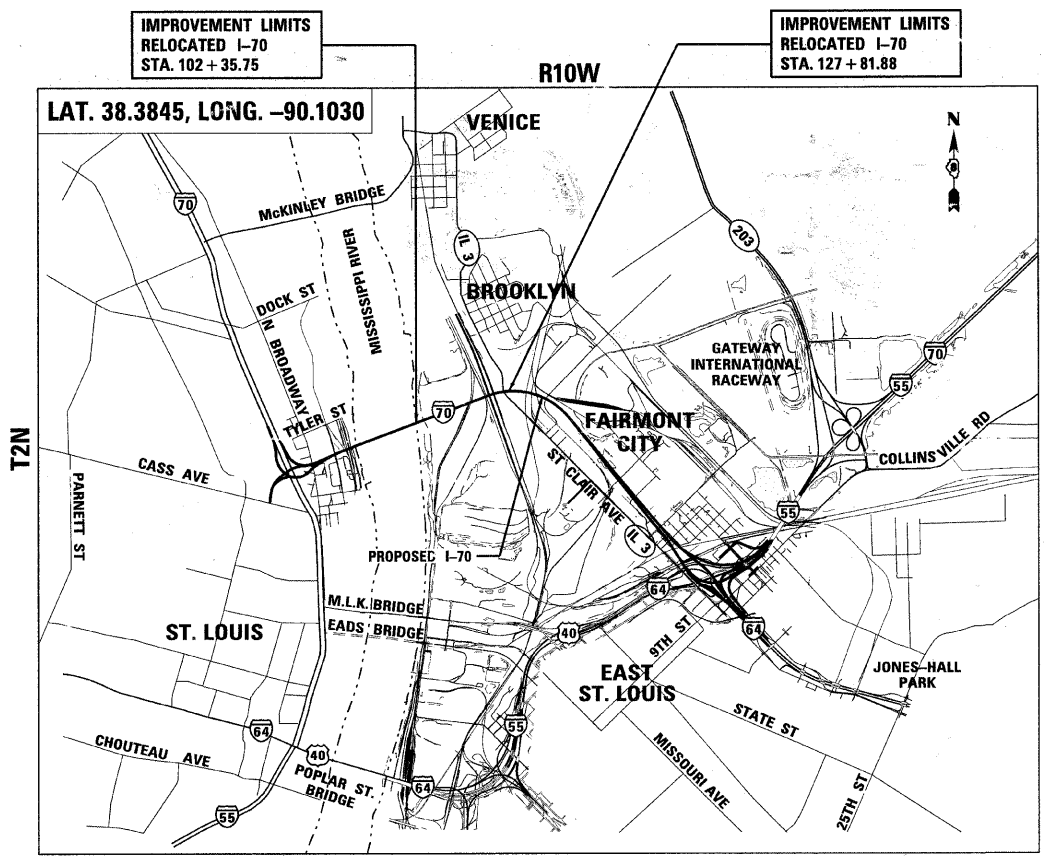 IMPROVEMENT LIMITS
RELOCATED I-70
STA. 102 + 35.75
IMPROVEMENT LIMITS
RELOCATED I-70
STA. 127 + 81.88
R10W
LAT. 38.3845, LONG. -90.1030
VENICE
N
70
McKINLEY BRIDGE
IL 3
203
MISSISSIPPI RIVER
DOCK ST
BROOKLYN
N BROADWAY
GATEWAY
INTERNATIONAL
RACEWAY
70
55
TYLER ST
70
FAIRMONT
CITY
COLLINSVILLE RD
T2N
CASS AVE
ST CLAIR AVE
PARNETT ST
55
IL 3
PROPOSED I-70
64
M.L.K. BRIDGE
EADS BRIDGE
40
ST. LOUIS
9TH ST
64
EAST
ST. LOUIS
JONES-HALL
PARK
STATE ST
55
64
40
CHOUTEAU AVE
MISSOURI AVE
POPLAR ST.
BRIDGE
64
25TH ST
55